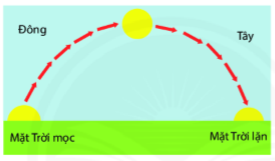 Đông
Tây
Mặt Trời mọc
Mặt Trời lặn